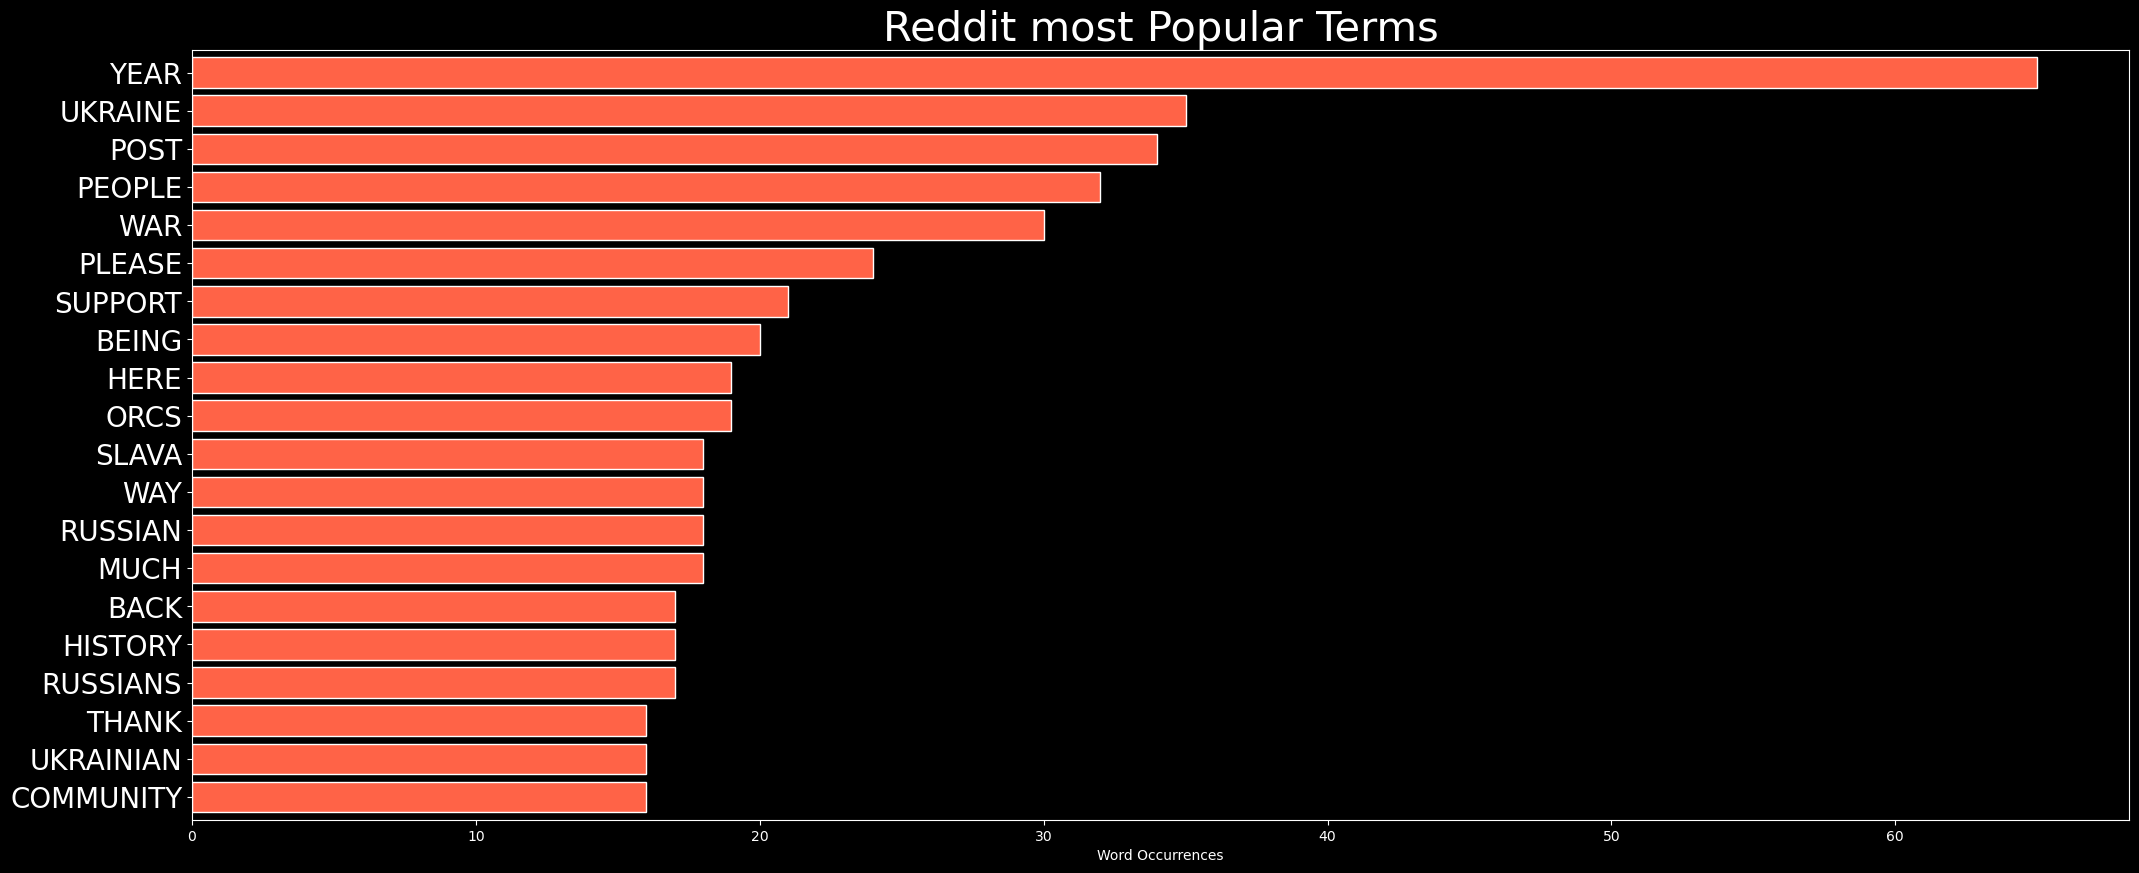 Reddit most Popular Terms
YEAR
UKRAINE
POST
PEOPLE
WAR
PLEASE
SUPPORT
BEING
HERE
ORCS
SLAVA
WAY
RUSSIAN
MUCH
BACK
HISTORY
RUSSIANS
THANK
UKRAINIAN
COMMUNITY
0 10 20 30 40 50 60
Word Occurrences